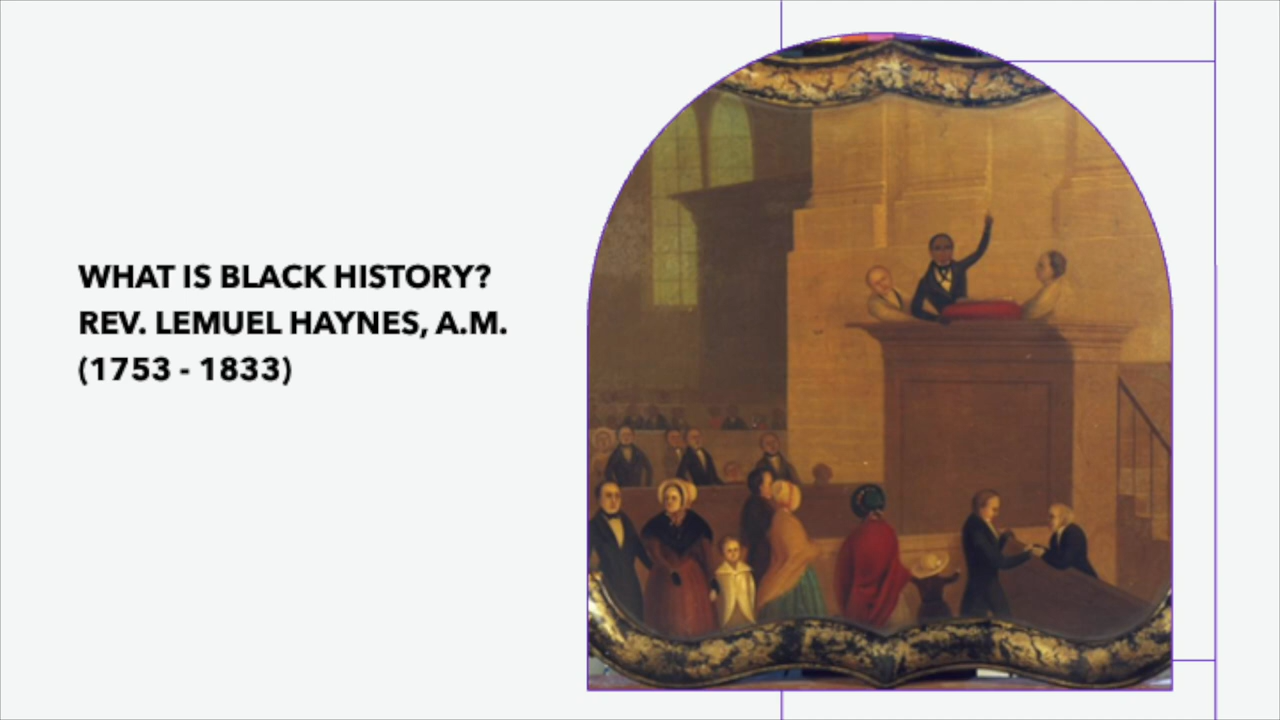 WHAT IS BLACK HISTORY?
REV. LEMUEL HAYNES, A.M.
(1753 - 1833)